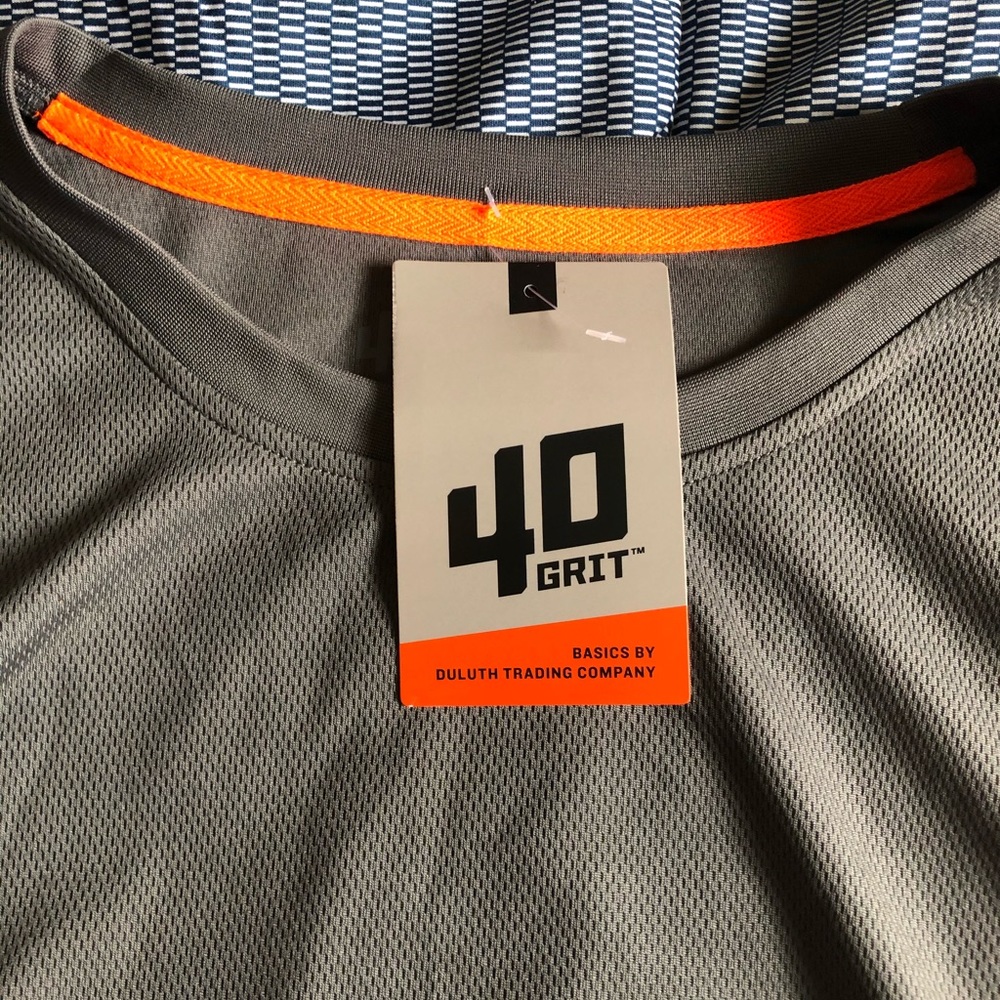 40
GRIT™
BASICS BY
DULUTH TRADING COMPANY